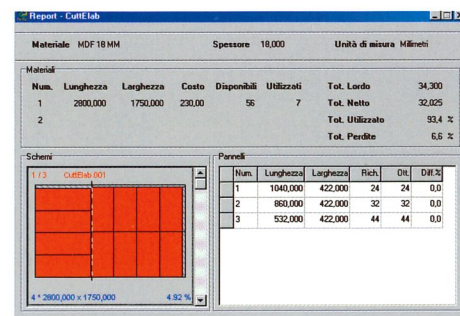 Report - CuttElab
Materiale MDF 18 MM Spessore 18,000 Unità di misura Millimetri
Materiali
Num. Lunghezza Larghezza Costo Disponibili Utilizzati Tot. Lordo 34,300
1 2800,000 1750,000 230,00 56 7 Tot. Netto 32,025
2 Tot. Utilizzato 93,4 %
Tot. Perdite 6,6 %
Schemi Pannelli
1 / 3 CuttElab 001
Num. Lunghezza Larghezza Rich. Ott. Diff.%
1 1040,000 422,000 24 24 0,0
2 860,000 422,000 32 32 0,0
3 532,000 422,000 44 44 0,0
4 * 2800,000 x 1750,000 4.92 %